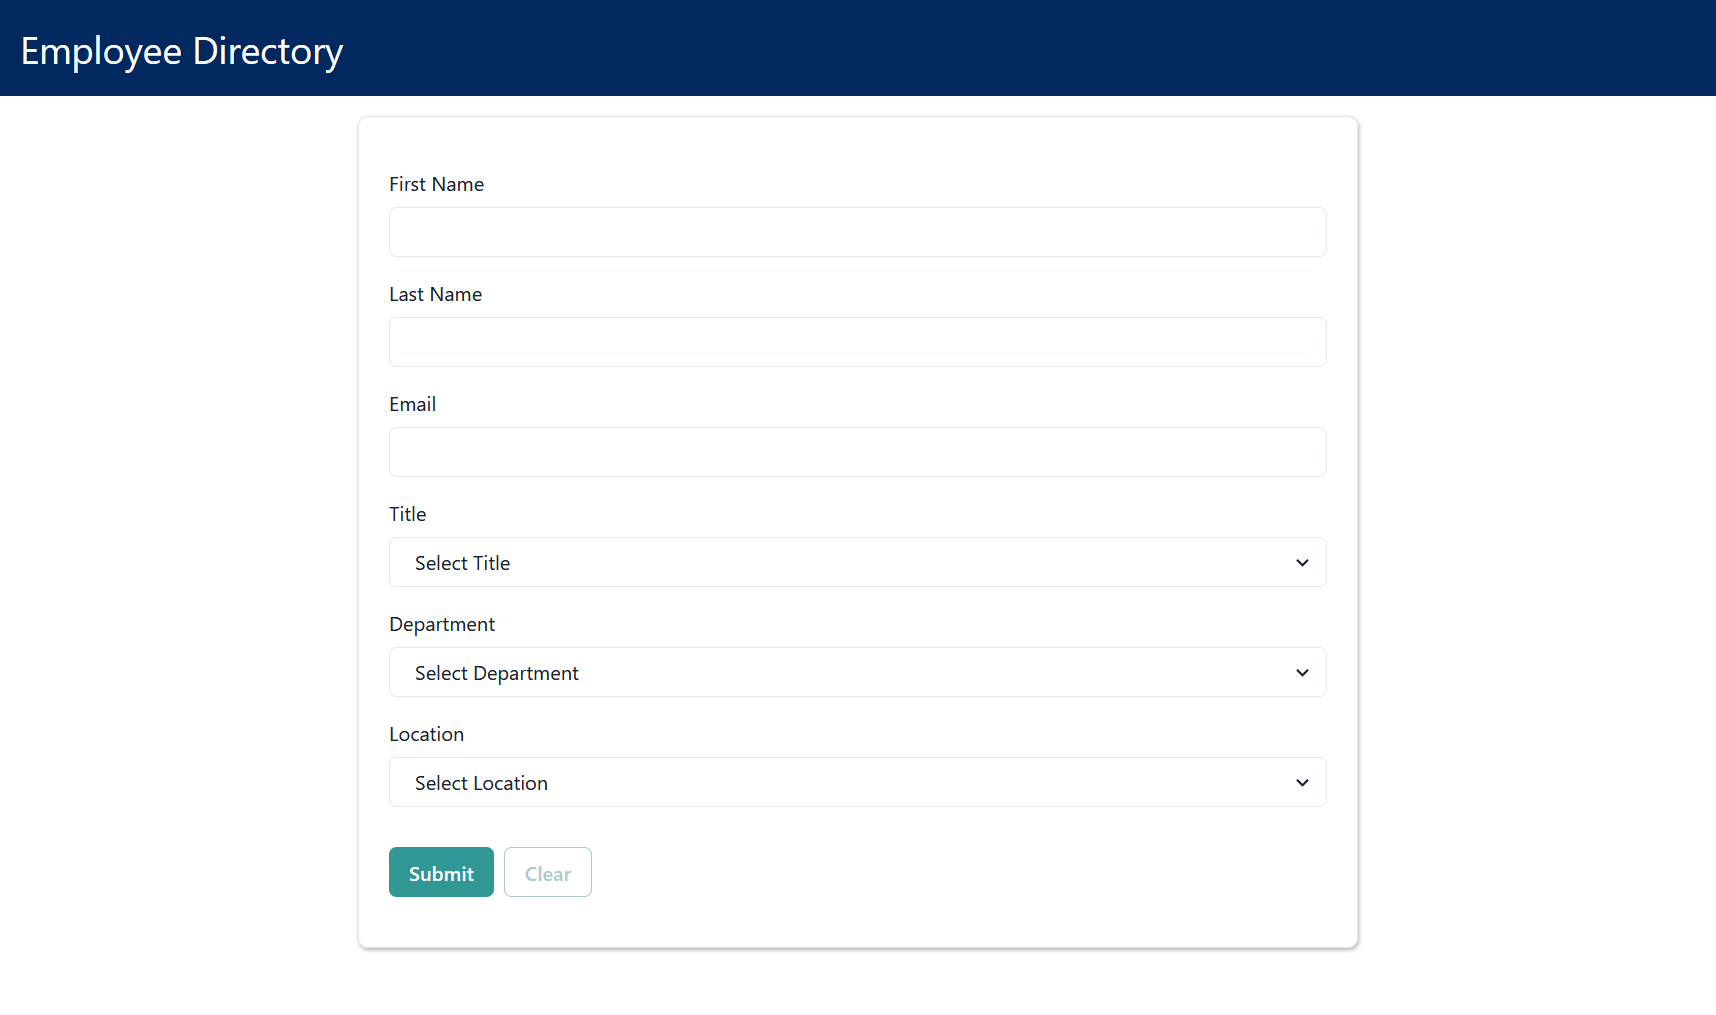 Employee Directory
First Name
Last Name
Email
Title
Select Title
Department
Select Department
Location
Select Location
Submit Clear